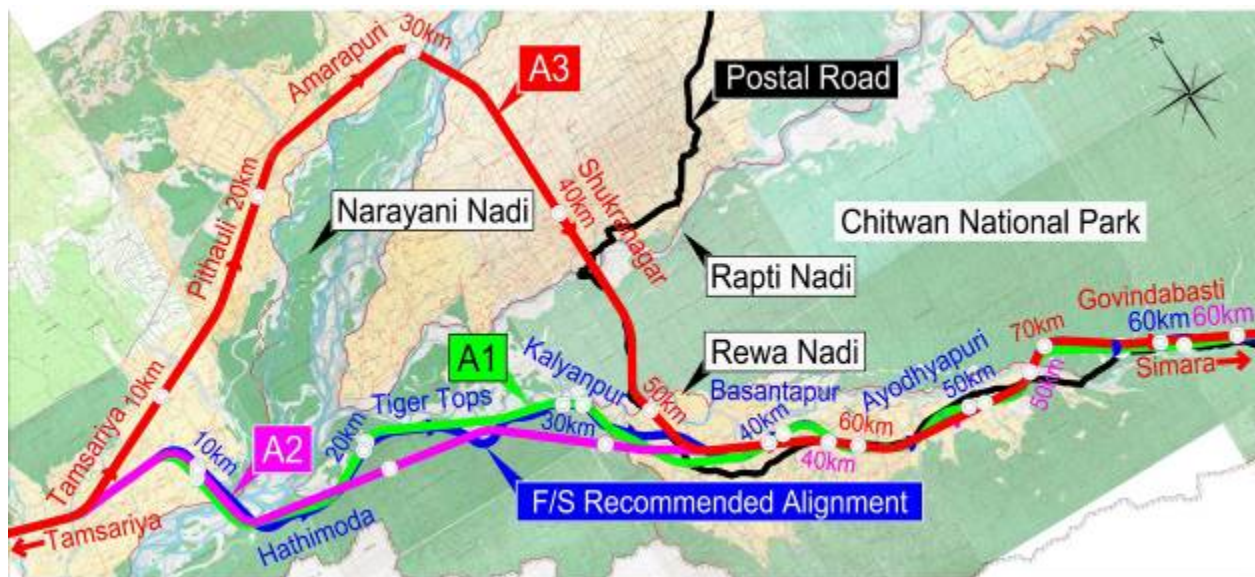 30km
Amarapuri
A3
Postal Road
N
20km
Shukranagar
40km
Narayani Nadi
Chitwan National Park
Pithauli
Rapti Nadi
Govindabasti
70km
60km
60km
Simara
10km
A1
Kalyanpur
Rewa Nadi
Tiger Tops
50km
Basantapur
Ayodhyapuri
50km
50km
Tamsariya
A2
10km
20km
30km
40km
60km
40km
F/S Recommended Alignment
Tamsariya
Hathimoda